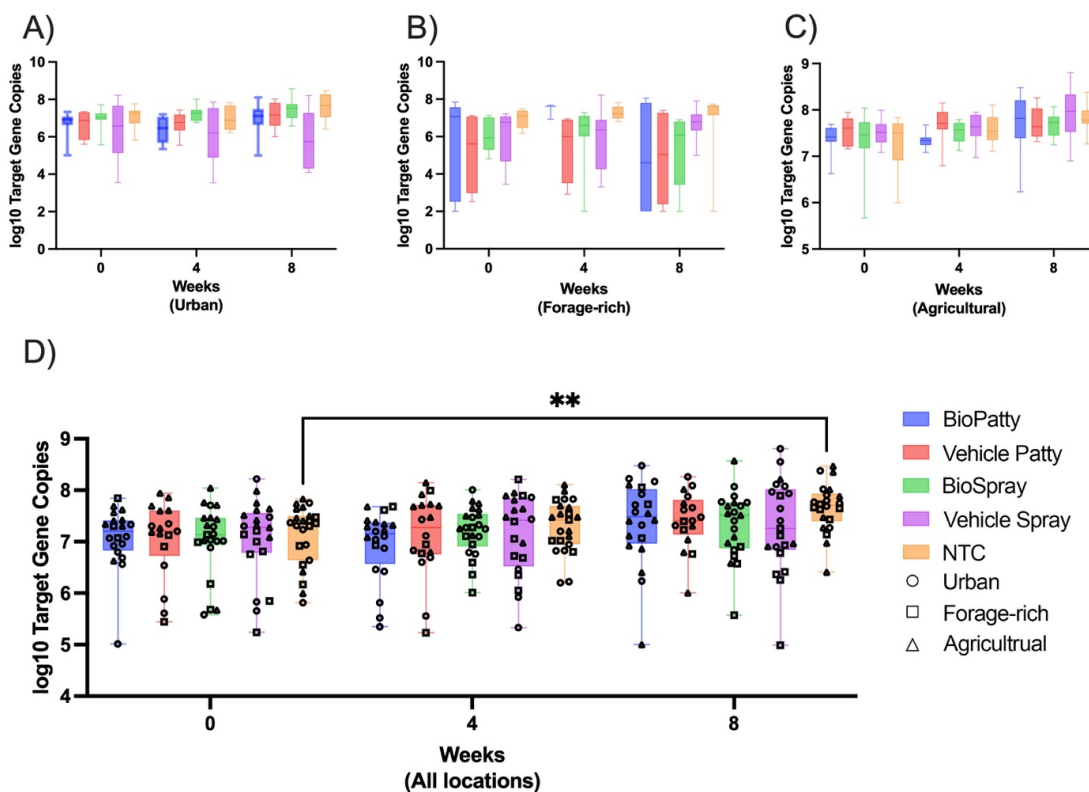 A)
B)
C)
log10 Target Gene Copies
10
8
6
4
2
0
0 4 8
Weeks
(Urban)
log10 Target Gene Copies
10
8
6
4
2
0
0 4 8
Weeks
(Forage-rich)
log10 Target Gene Copies
9
8
7
6
5
0 4 8
Weeks
(Agricultural)
D)
log10 Target Gene Copies
9
8
7
6
5
4
**
0 4 8
Weeks
(All locations)
BioPatty
Vehicle Patty
BioSpray
Vehicle Spray
NTC
Urban
Forage-rich
Agricultrual